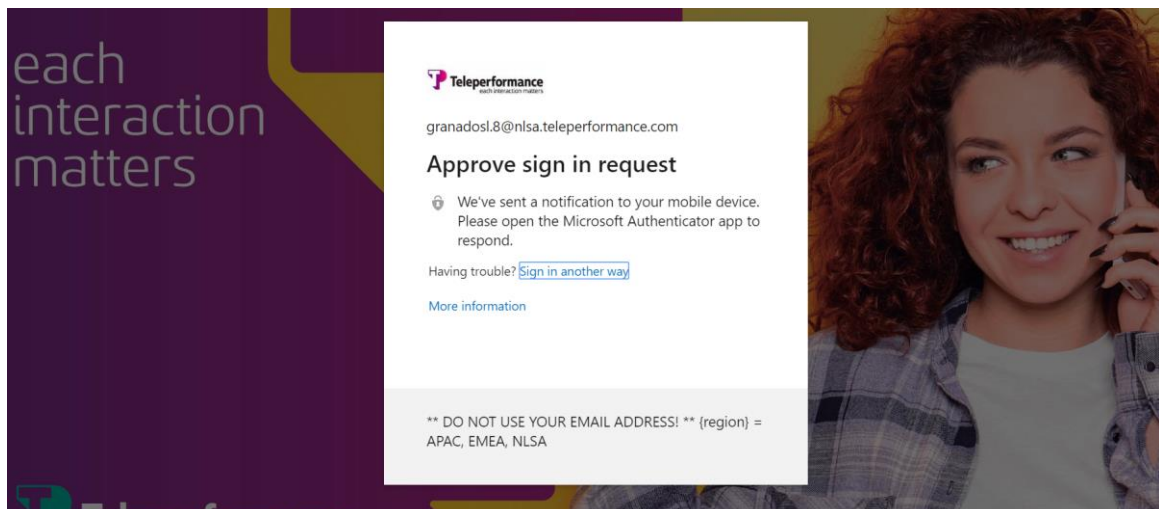 each
interaction
matters
Teleperformance
each interaction matters
granadosl.8@nlsa.teleperformance.com
Approve sign in request
We've sent a notification to your mobile device.
Please open the Microsoft Authenticator app to
respond.
Having trouble? Sign in another way
More information
** DO NOT USE YOUR EMAIL ADDRESS! ** {region} =
APAC, EMEA, NLSA